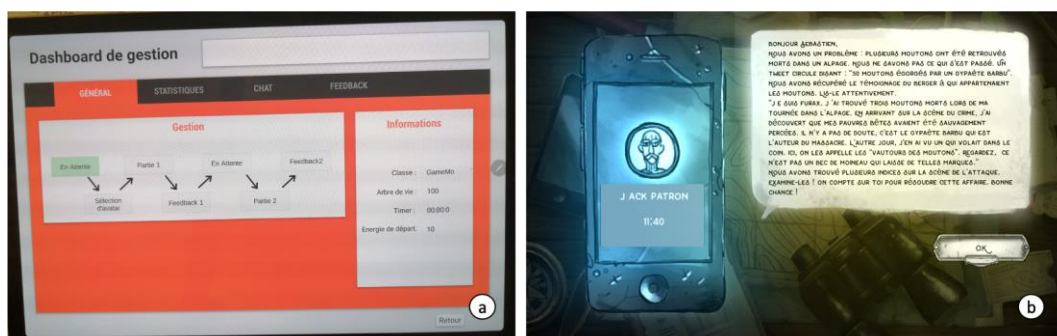 Dashboard de gestion
GÉNÉRAL STATISTIQUES CHAT FEEDBACK
Gestion
En Attente Partie 1 En Attente Feedback2
Sélection d'avatar Feedback 1 Partie 2
Informations
Classe : GameMo
Arbre de vie : 100
Timer : 00:00:0
Energie de départ: 10
Retour
a
JACK PATRON
11:40
BONJOUR SEBASTIEN,
NOUS AVONS UN PROBLÈME : PLUSIEURS MOUTONS ONT ÉTÉ RETROUVÉS
MORTS DANS UN ALPAGE. NOUS NE SAVONS PAS CE QUI S'EST PASSÉ. UN
TWEET CIRCULE DISANT : "50 MOUTONS ÉGORGÉS PAR UN GYPAÈTE BARBU".
NOUS AVONS RÉCUPÉRÉ LE TÉMOIGNAGE DU BERGER À QUI APPARTENAIENT
LES MOUTONS. LIS-LE ATTENTIVEMENT.
"JE SUIS FURAX. J'AI TROUVÉ TROIS MOUTONS MORTS LORS DE MA
TOURNÉE DANS L'ALPAGE. EN ARRIVANT SUR LA SCÈNE DU CRIME, J'AI
DÉCOUVERT QUE MES PAUVRES BÊTES AVAIENT ÉTÉ SAUVAGEMENT
PERCÉES. IL N'Y A PAS DE DOUTE, C'EST LE GYPAÈTE BARBU QUI EST
L'AUTEUR DU MASSACRE. L'AUTRE JOUR, J'EN AI VU UN QUI VOLAIT DANS LE
COIN. ICI, ON LES APPELLE LES "VAUTOURS DES MOUTONS". REGARDEZ, CE
N'EST PAS UN BEC DE MOINEAU QUI LAISSE DE TELLES MARQUES."
NOUS AVONS TROUVÉ PLUSIEURS INDICES SUR LA SCÈNE DE L'ATTAQUE.
EXAMINE-LES ! ON COMPTE SUR TOI POUR RÉSOUDRE CETTE AFFAIRE. BONNE
CHANCE !
OK
b